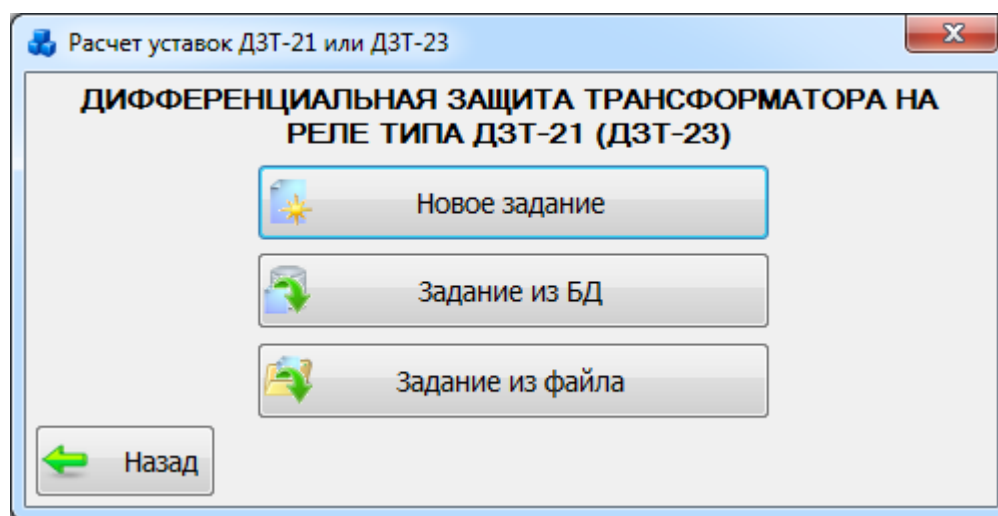 Расчет уставок ДЗТ-21 или ДЗТ-23
ДИФФЕРЕНЦИАЛЬНАЯ ЗАЩИТА ТРАНСФОРМАТОРА НА
РЕЛЕ ТИПА ДЗТ-21 (ДЗТ-23)
Новое задание
Задание из БД
Задание из файла
Назад